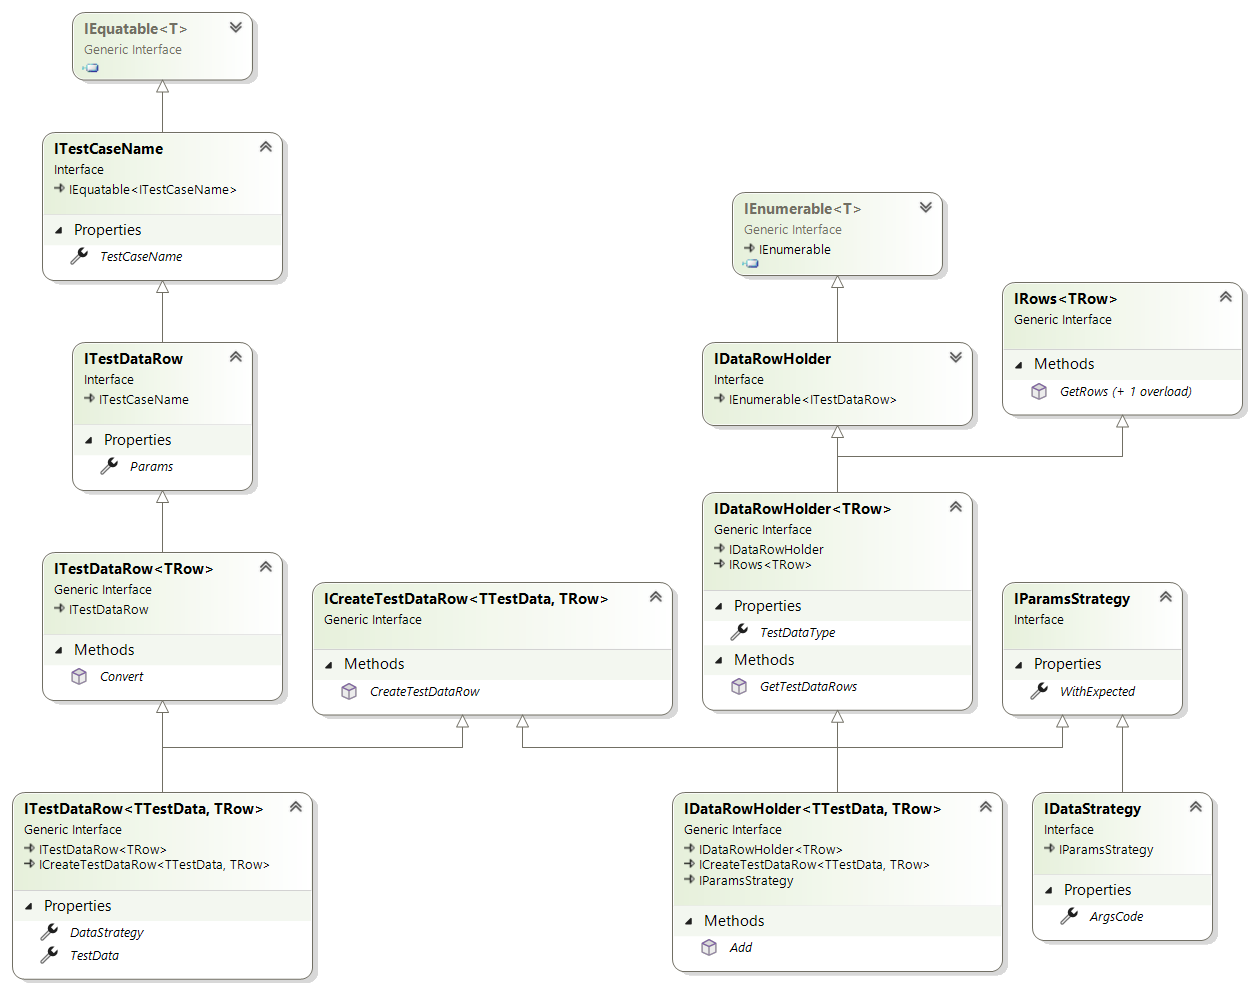 IEquatable<T>
Generic Interface
ITestCaseName
Interface
IEquatable<ITestCaseName>
Properties
TestCaseName
ITestDataRow
Interface
ITestCaseName
Properties
Params
ITestDataRow<TRow>
Generic Interface
ITestDataRow
Methods
Convert
ITestDataRow<TTestData, TRow>
Generic Interface
ITestDataRow<TRow>
ICreateTestDataRow<TTestData, TRow>
Properties
DataStrategy
TestData
ICreateTestDataRow<TTestData, TRow>
Generic Interface
Methods
CreateTestDataRow
IEnumerable<T>
Generic Interface
IEnumerable
IDataRowHolder
Interface
IEnumerable<ITestDataRow>
IRows<TRow>
Generic Interface
Methods
GetRows (+ 1 overload)
IDataRowHolder<TRow>
Generic Interface
IDataRowHolder
IRows<TRow>
Properties
TestDataType
Methods
GetTestDataRows
IParamsStrategy
Interface
Properties
WithExpected
IDataRowHolder<TTestData, TRow>
Generic Interface
IDataRowHolder<TRow>
ICreateTestDataRow<TTestData, TRow>
IParamsStrategy
Methods
Add
IDataStrategy
Interface
IParamsStrategy
Properties
ArgsCode